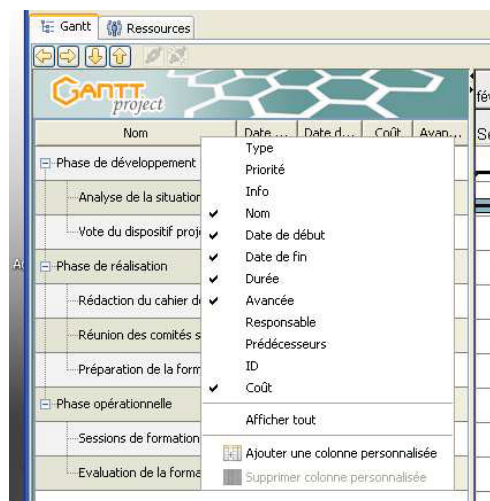 Gantt
Ressources
GANTT
project
fév
Nom
Date ...
Date d...
Coût
Avan...
Se
Phase de développement
Analyse de la situation
Vote du dispositif proj
Phase de réalisation
Rédaction du cahier d
Réunion des comités s
Préparation de la form
Phase opérationnelle
Sessions de formation
Evaluation de la forma
Type
Priorité
Info
Nom
Date de début
Date de fin
Durée
Avancée
Responsable
Prédécesseurs
ID
Coût
Afficher tout
Ajouter une colonne personnalisée
Supprimer colonne personnalisée